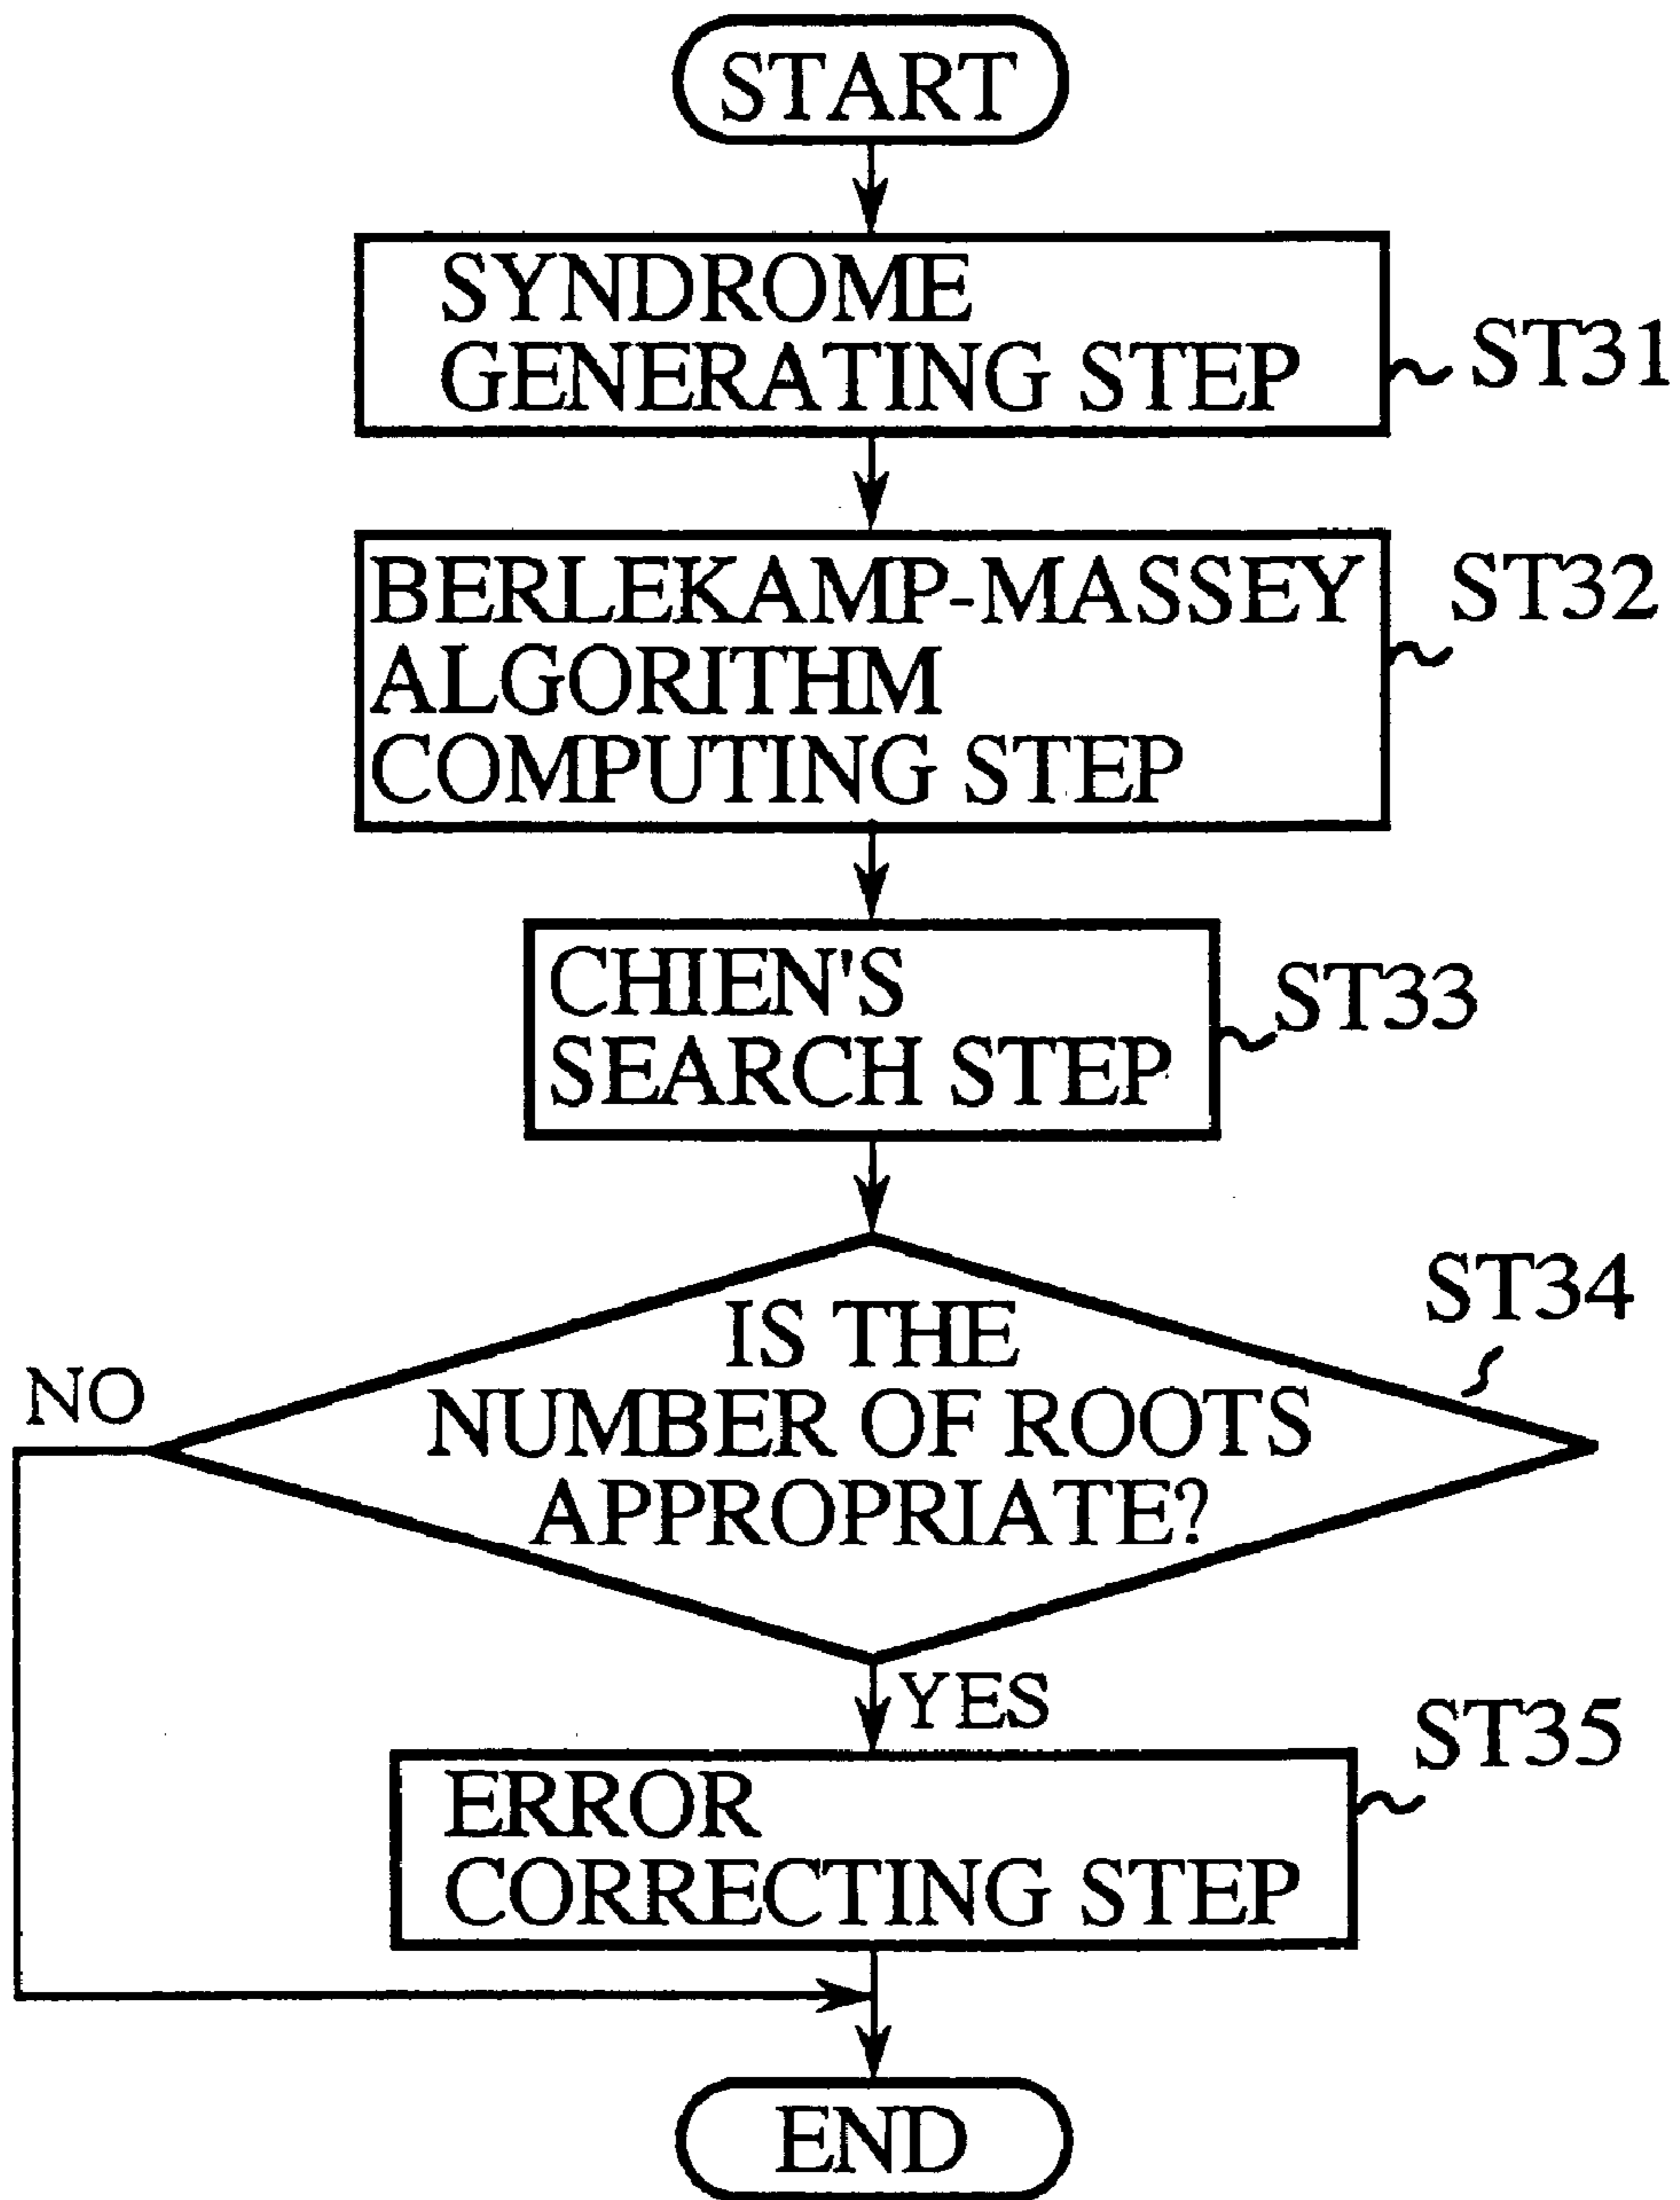 START
SYNDROME
GENERATING STEP
ST31
BERLEKAMP-MASSEY
ALGORITHM
COMPUTING STEP
ST32
CHIEN'S
SEARCH STEP
ST33
IS THE
NUMBER OF ROOTS
APPROPRIATE?
ST34
NO
YES
ERROR
CORRECTING STEP
ST35
END